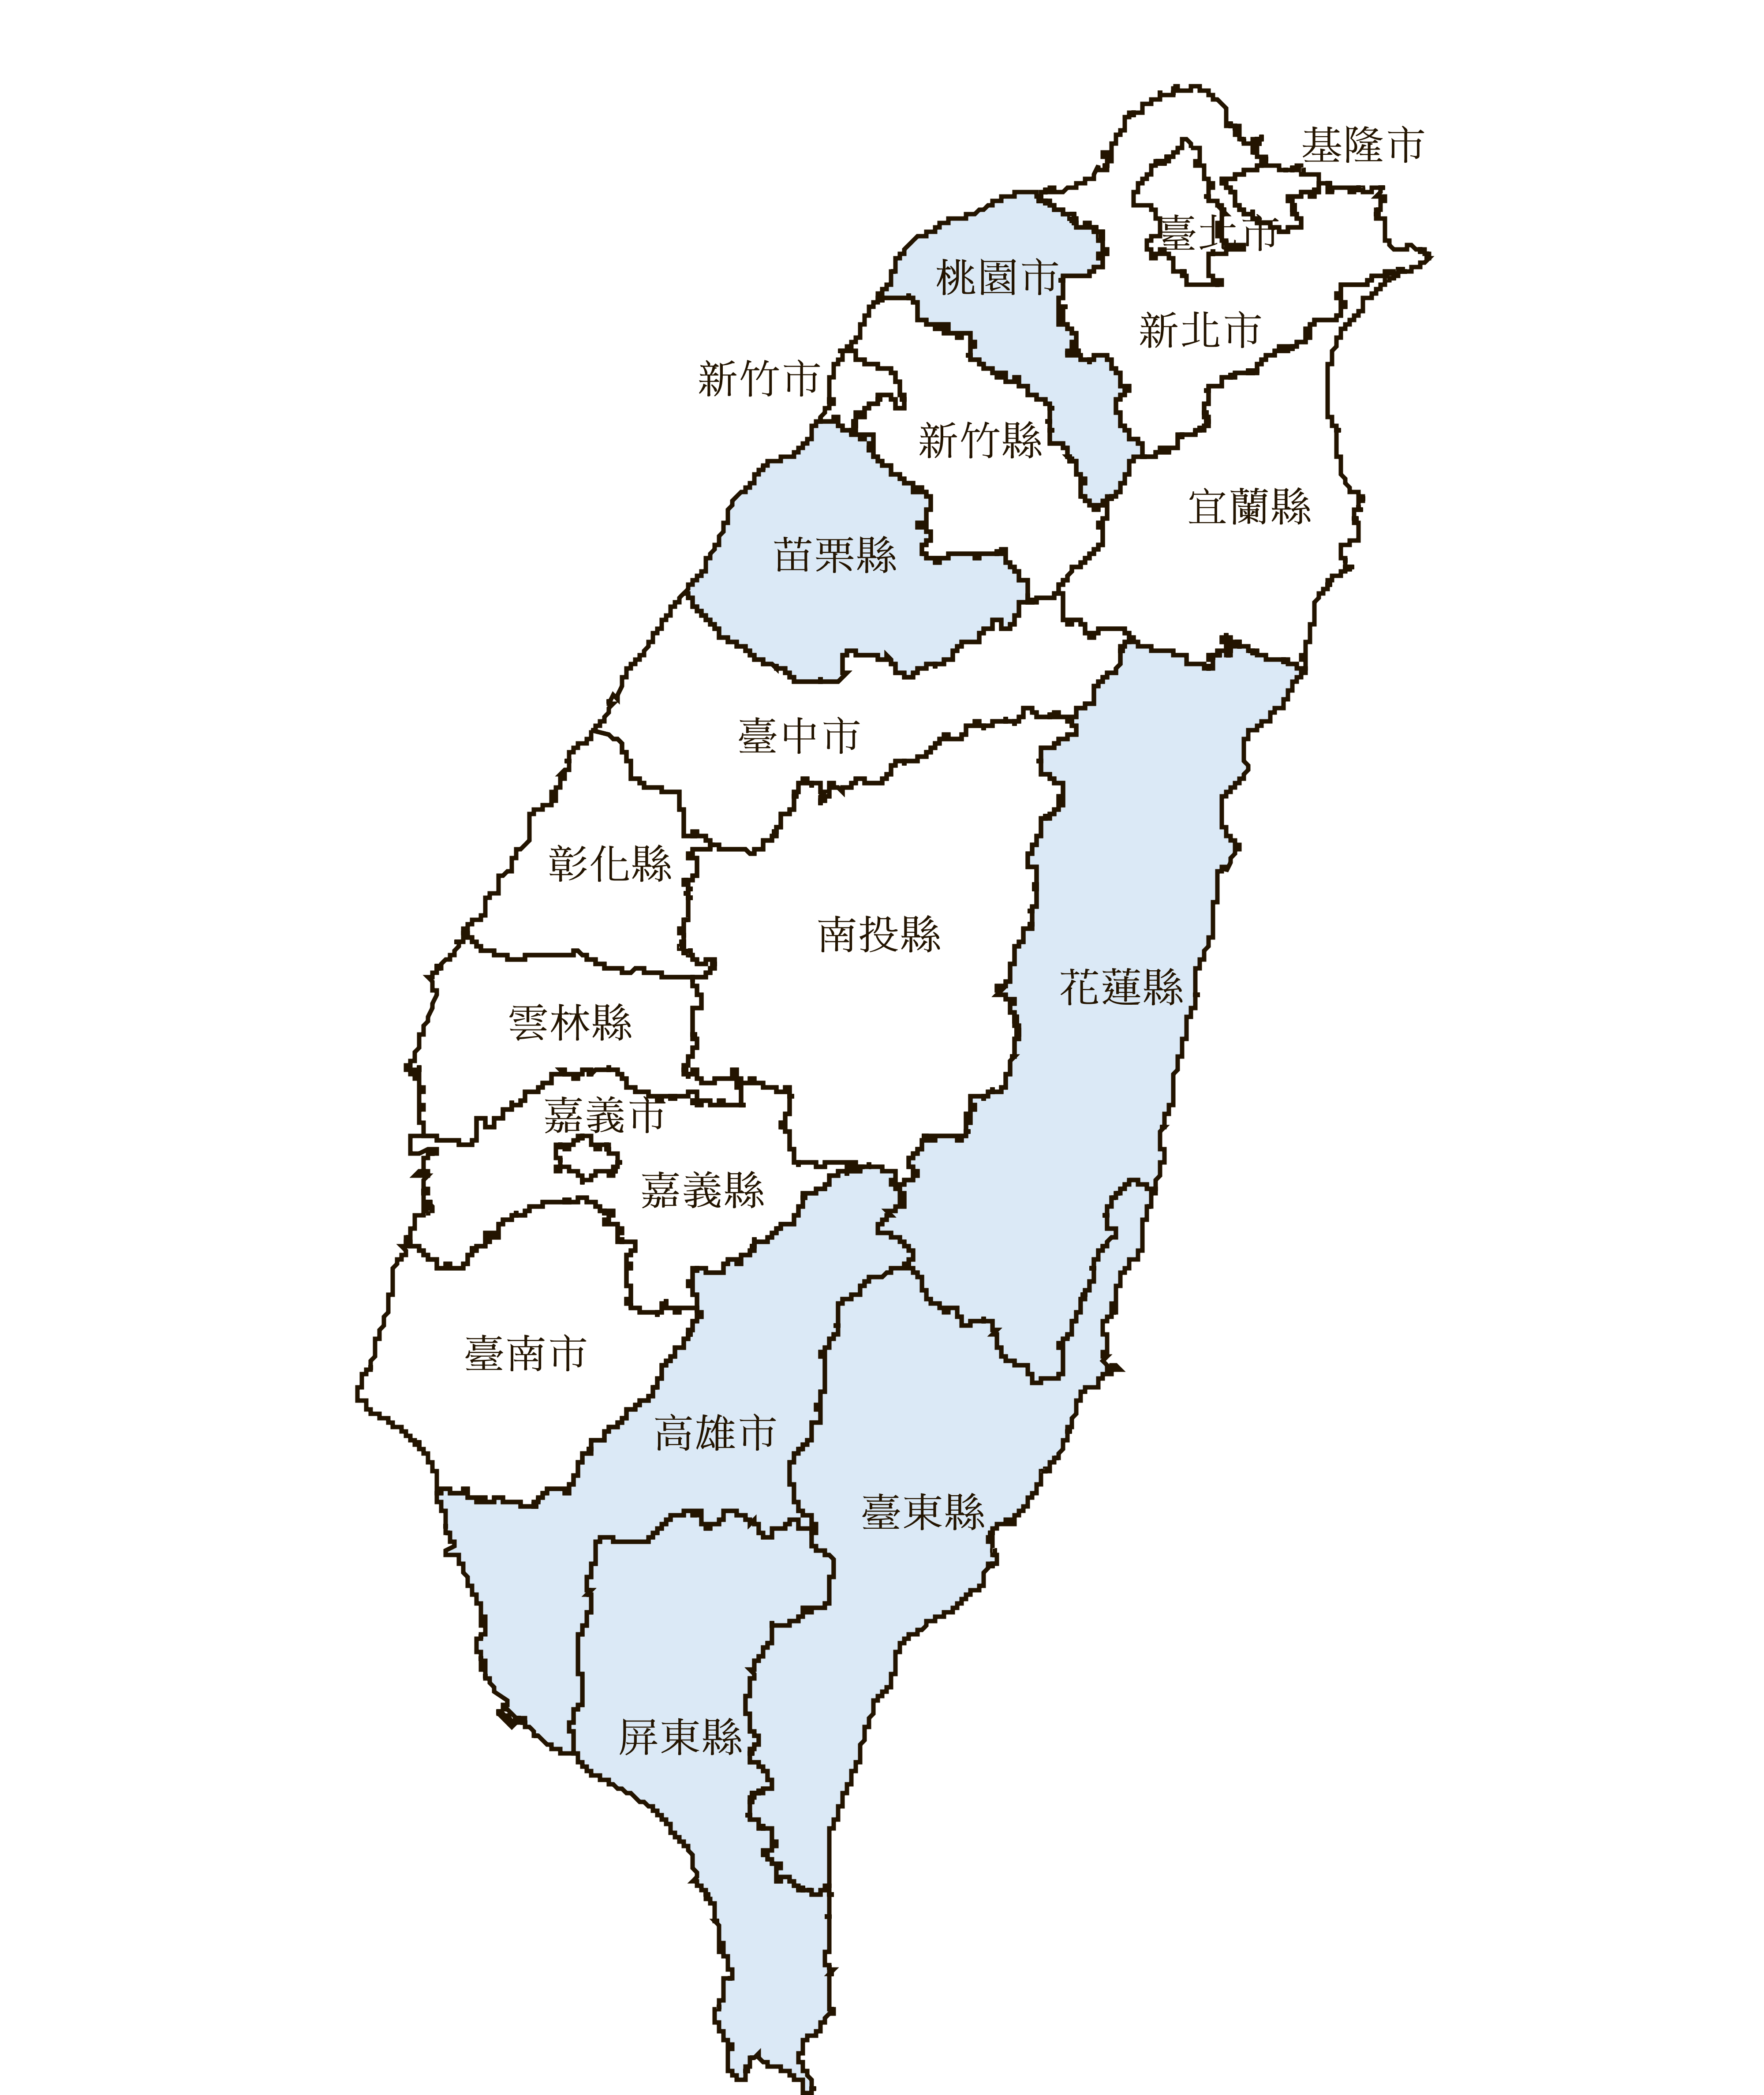 基隆市
臺北市
桃園市
新北市
新竹市
新竹縣
宜蘭縣
苗栗縣
臺中市
彰化縣
南投縣
花蓮縣
雲林縣
嘉義市
嘉義縣
臺南市
高雄市
臺東縣
屏東縣